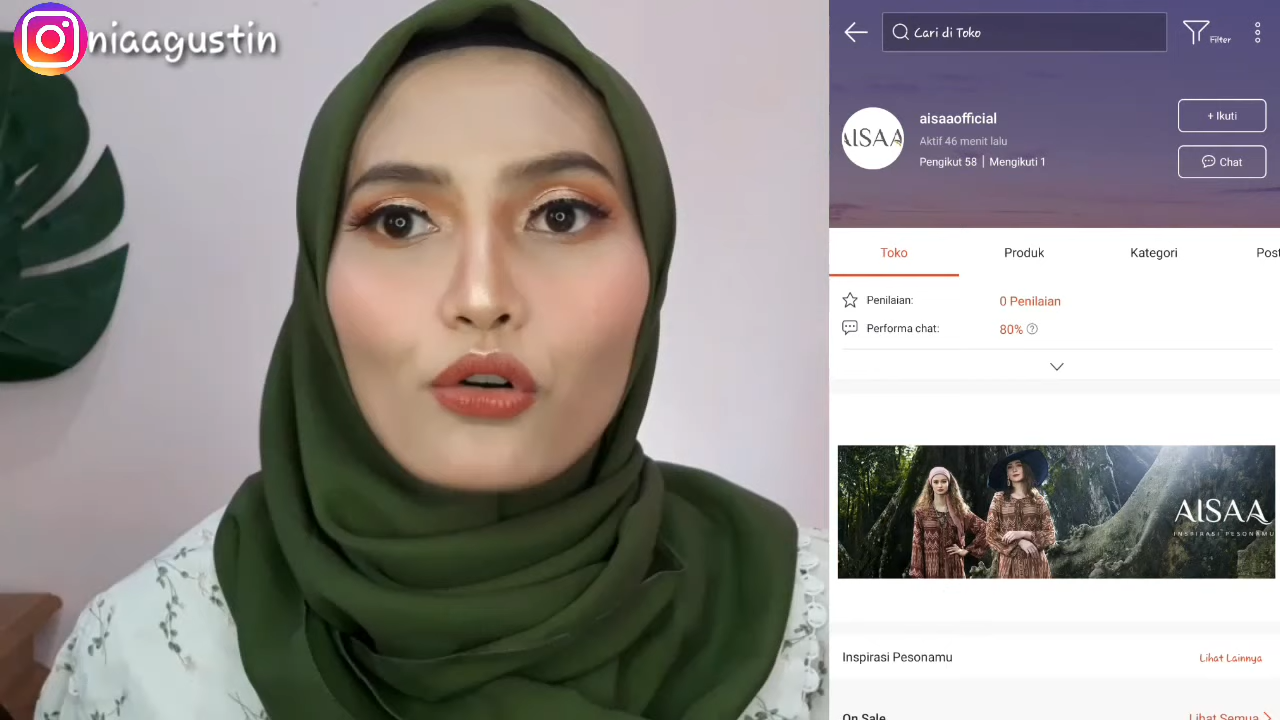 niaagustin
Cari di Toko
Filter
AISAA
aisaaofficial
Aktif 46 menit lalu
Pengikut 58 | Mengikuti 1
+ Ikuti
Chat
Toko
Produk
Kategori
Post
Penilaian:
0 Penilaian
Performa chat:
80%
AISAA
INSPIRASI PESONAMU
Inspirasi Pesonamu
Lihat Lainnya
On Sale
Lihat Semua